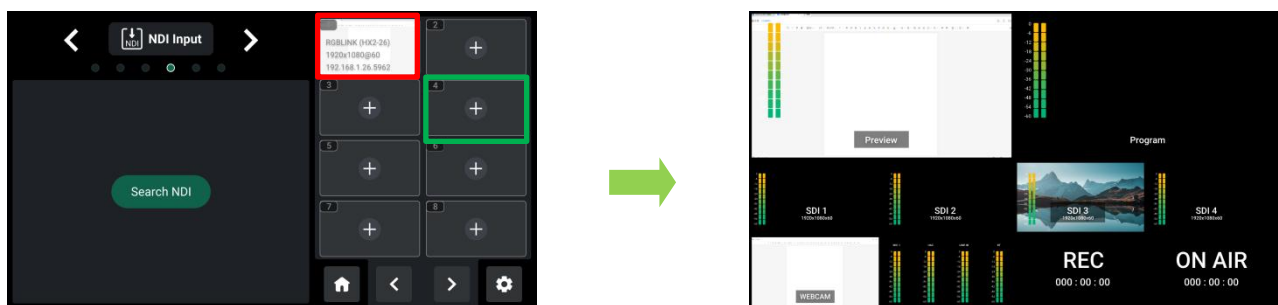 NDI
NDI Input
Search NDI
RGBLINK (HX2-26)
1920x1080@60
192.168.1.26.5962
2
3
4
5
6
7
8
Preview
Program
SDI 1
1920x1080x60
SDI 2
1920x1080x60
SDI 3
1920x1080x60
SDI 4
1920x1080x60
WEBCAM
REC
000 : 00 : 00
ON AIR
000 : 00 : 00